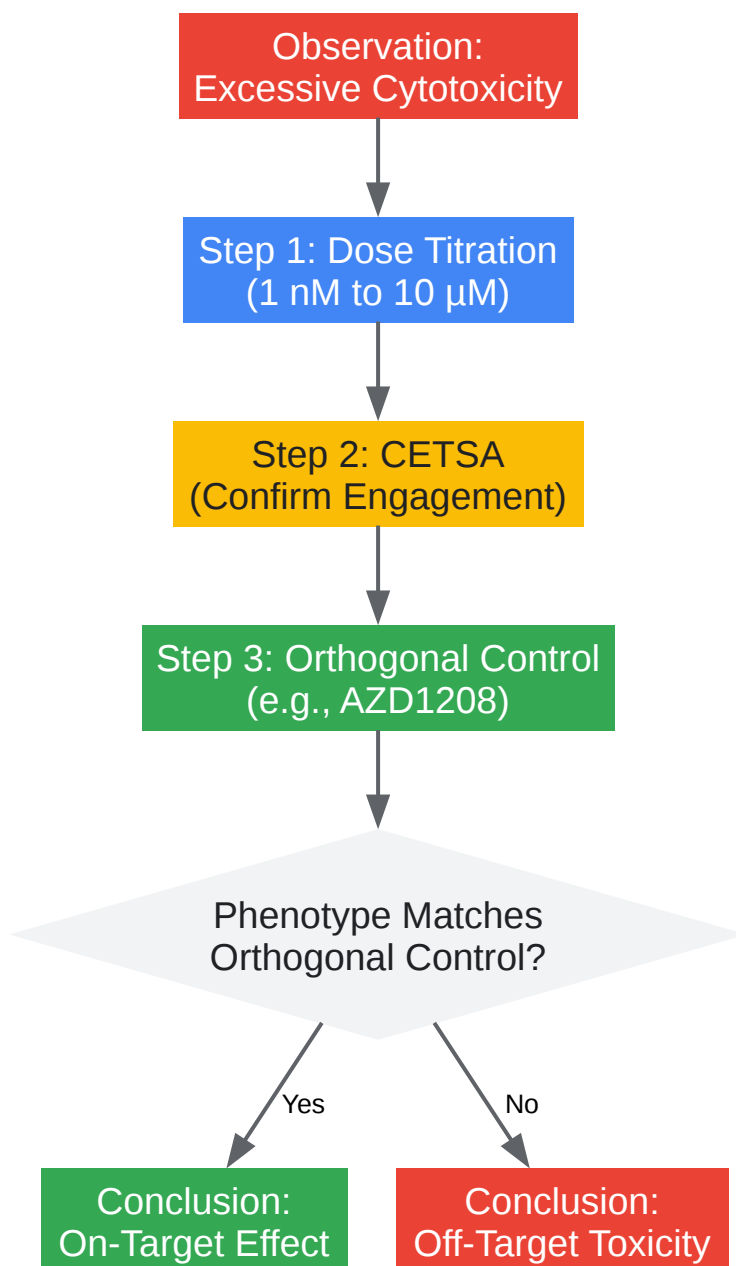 Observation:
Excessive Cytotoxicity
Step 1: Dose Titration
(1 nM to 10 µM)
Step 2: CETSA
(Confirm Engagement)
Step 3: Orthogonal Control
(e.g., AZD1208)
Phenotype Matches
Orthogonal Control?
Yes
No
Conclusion:
On-Target Effect
Conclusion:
Off-Target Toxicity